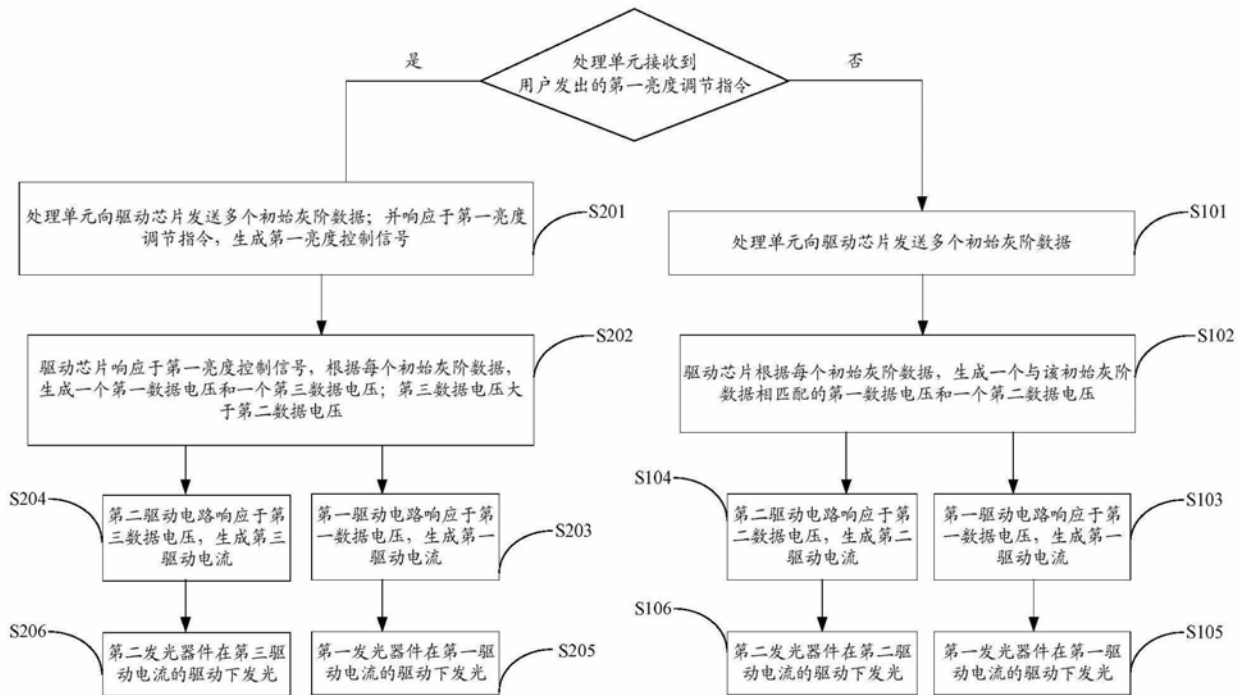 处理单元接收到
用户发出的第一亮度调节指令
是
否
处理单元向驱动芯片发送多个初始灰阶数据；并响应于第一亮度
调节指令，生成第一亮度控制信号
S201
处理单元向驱动芯片发送多个初始灰阶数据
S101
驱动芯片响应于第一亮度控制信号，根据每个初始灰阶数据，
生成一个第一数据电压和一个第三数据电压；第三数据电压大
于第二数据电压
S202
驱动芯片根据每个初始灰阶数据，生成一个与该初始灰阶
数据相匹配的第一数据电压和一个第二数据电压
S102
S204
第二驱动电路响应于第
三数据电压，生成第三
驱动电流
第一驱动电路响应于第
一数据电压，生成第一
驱动电流
S203
S104
第二驱动电路响应于第
二数据电压，生成第二
驱动电流
第一驱动电路响应于第
一数据电压，生成第一
驱动电流
S103
S206
第二发光器件在第三驱
动电流的驱动下发光
第一发光器件在第一驱
动电流的驱动下发光
S205
S106
第二发光器件在第二驱
动电流的驱动下发光
第一发光器件在第一驱
动电流的驱动下发光
S105